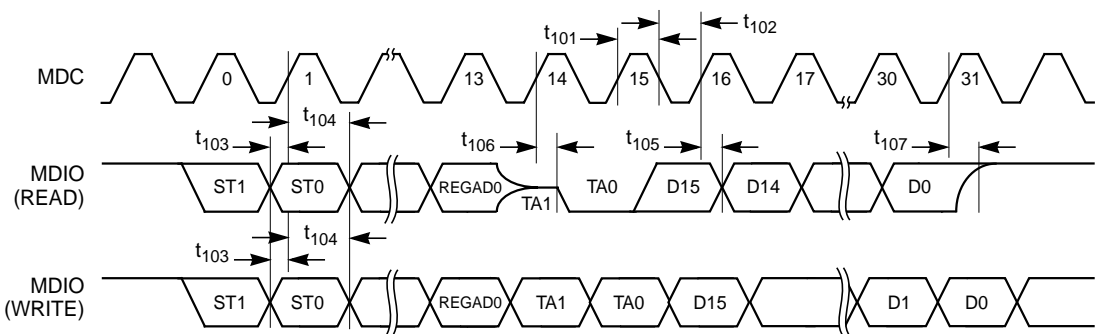 t101 t102
MDC 0 1 13 14 15 16 17 30 31
t103 t104 t106 t105 t107
MDIO
(READ)
ST1 ST0 REGAD0 TA1 TA0 D15 D14 D0
t103 t104
MDIO
(WRITE)
ST1 ST0 REGAD0 TA1 TA0 D15 D1 D0